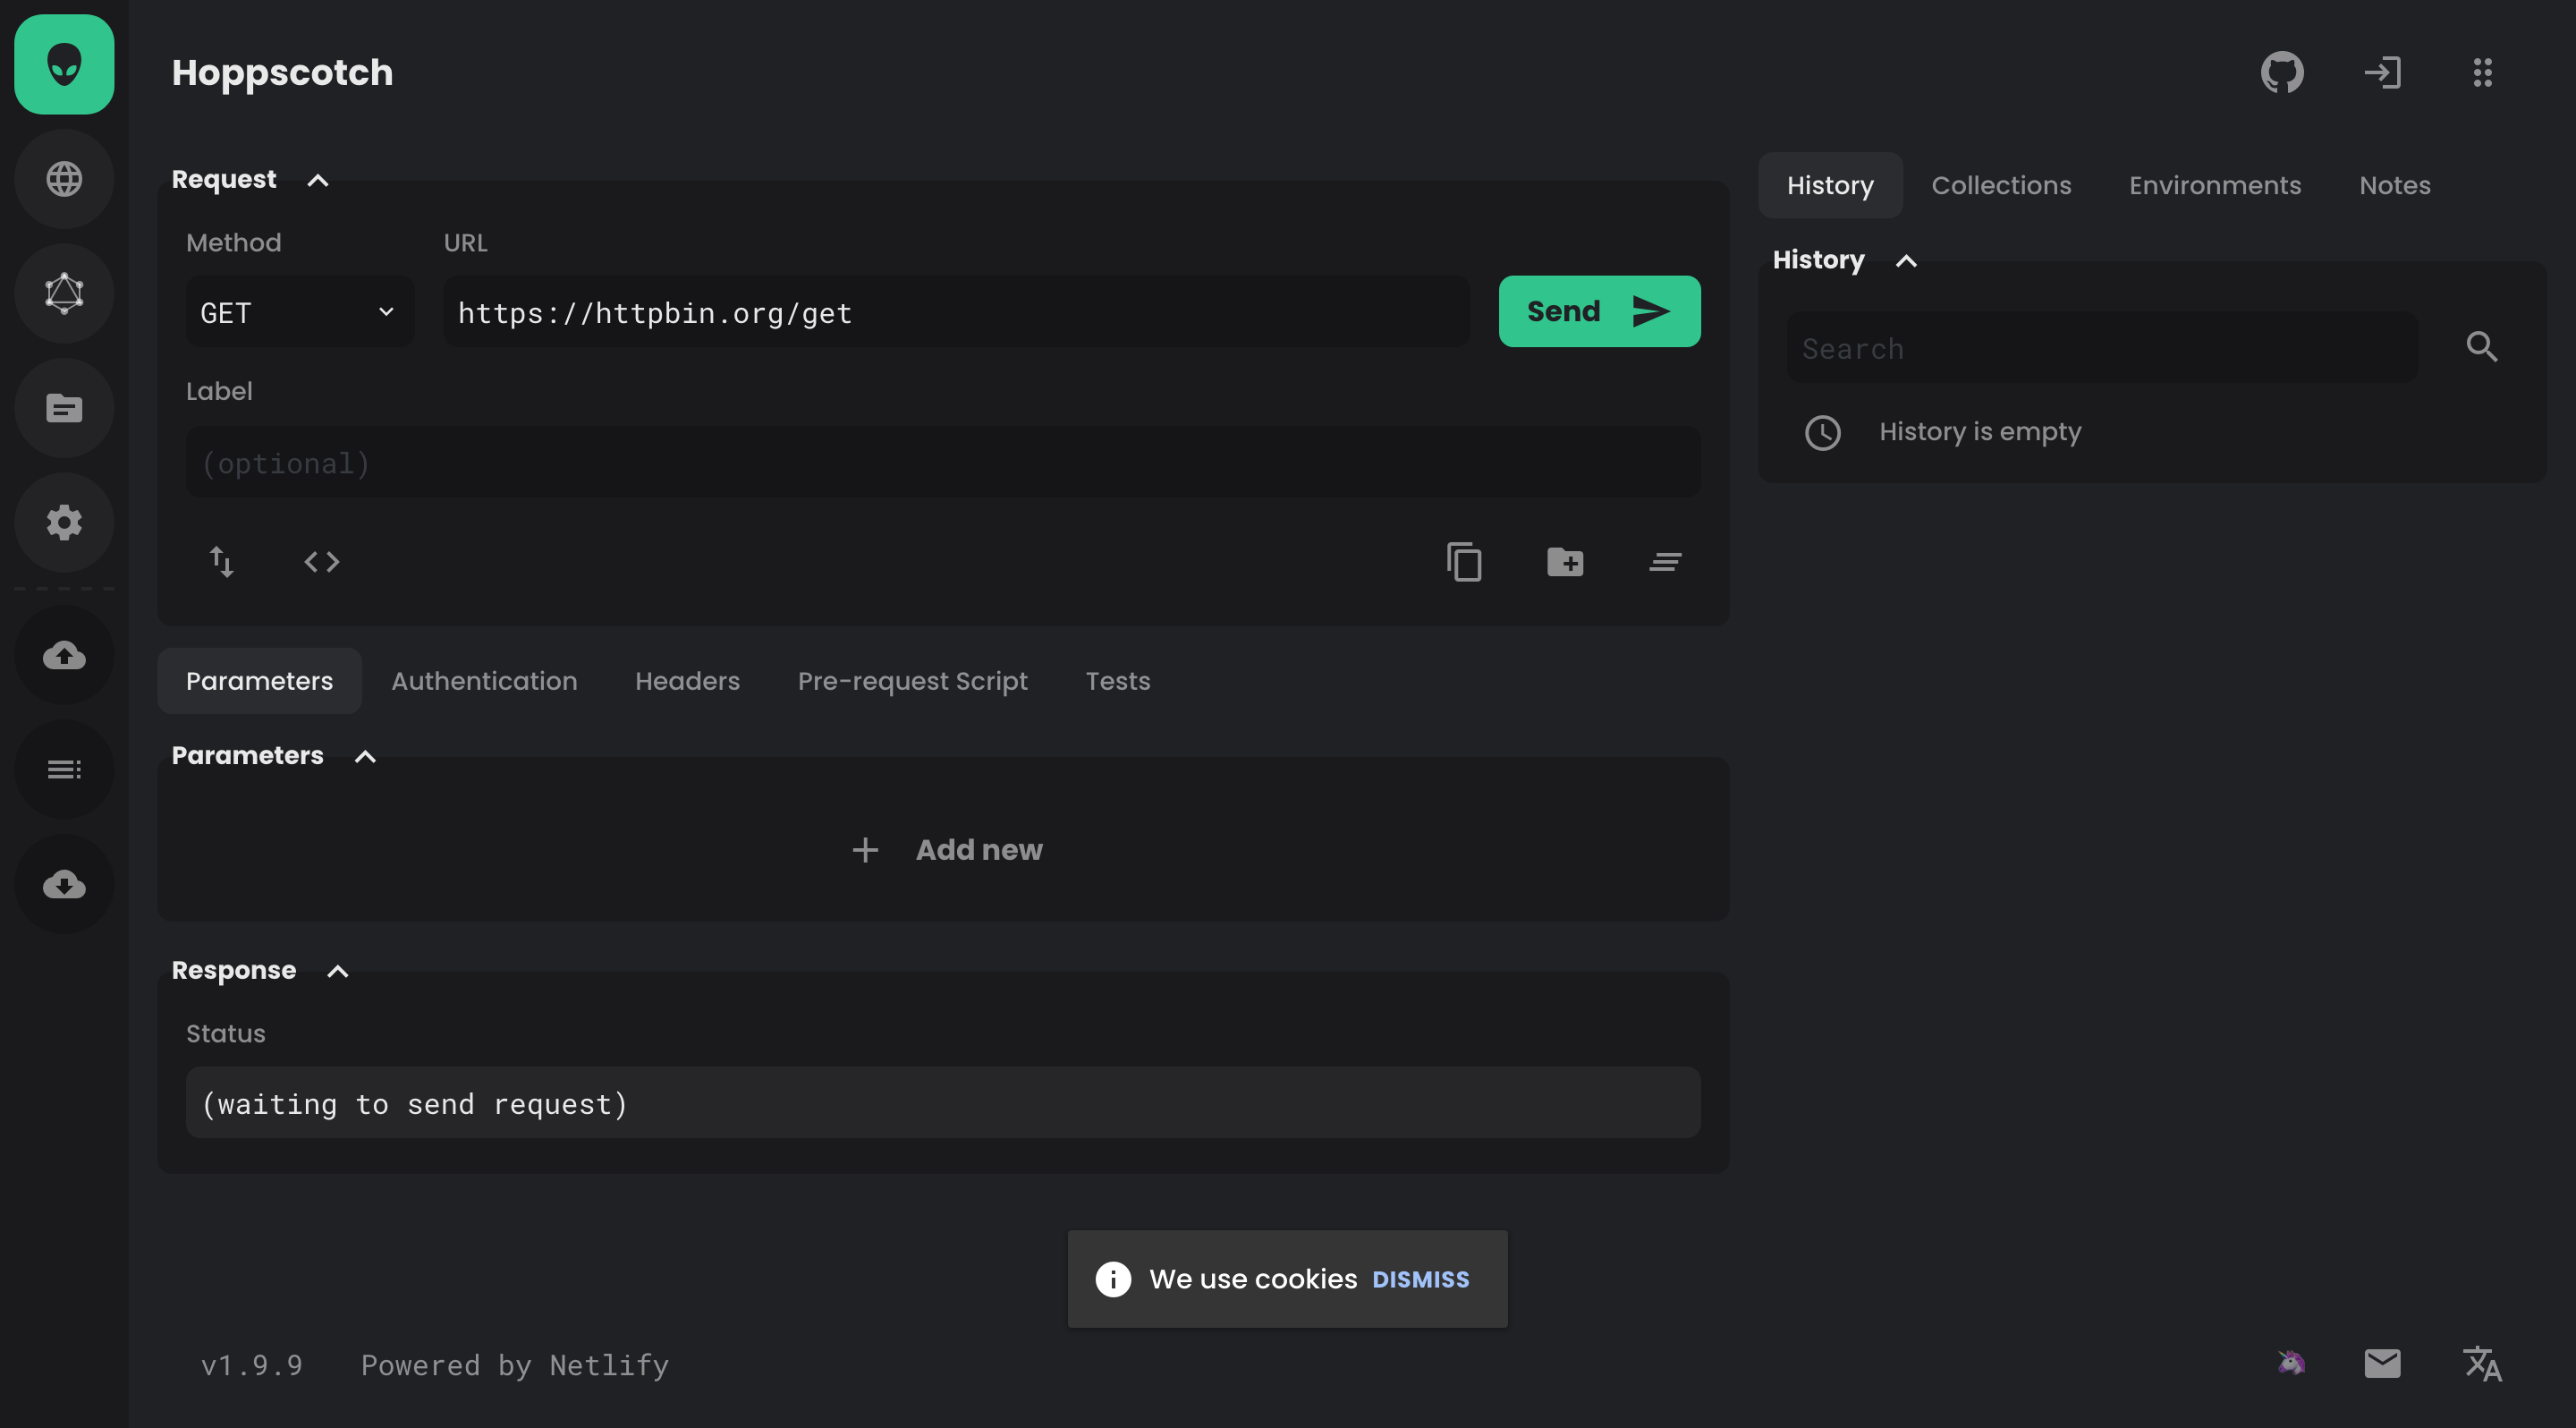 Hoppscotch
Request
Method
URL
GET
https://httpbin.org/get
Send
Label
(optional)
Parameters
Authentication
Headers
Pre-request Script
Tests
Parameters
Add new
Response
Status
(waiting to send request)
History
Collections
Environments
Notes
History
Search
History is empty
We use cookies DISMISS
v1.9.9
Powered by Netlify